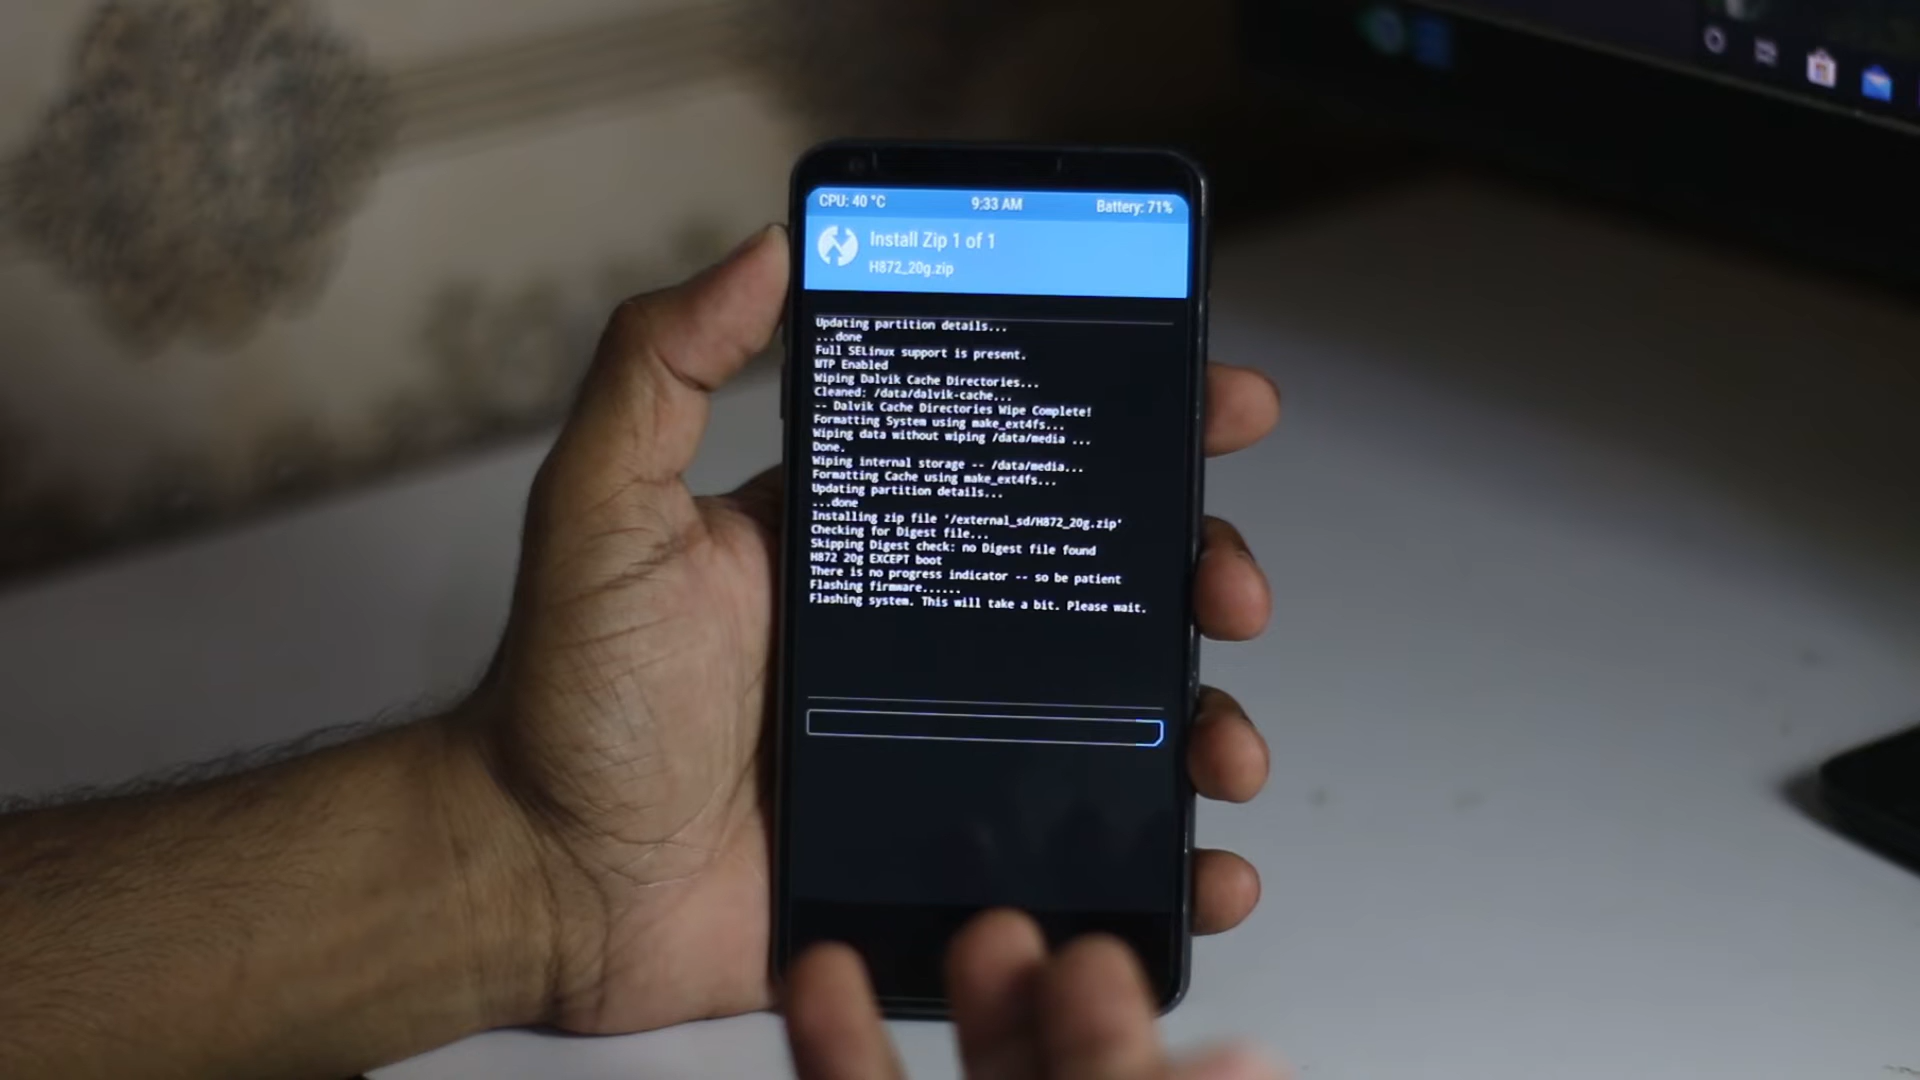 CPU: 40 °C 9:33 AM Battery: 71%
Install Zip 1 of 1
H872_20g.zip
Updating partition details...
...done
Full SELinux support is present.
MTP Enabled
Wiping Dalvik Cache Directories...
Cleaned: /data/dalvik-cache...
-- Dalvik Cache Directories Wipe Complete!
Formatting System using make_ext4fs...
Wiping data without wiping /data/media ...
Done.
Wiping internal storage -- /data/media...
Formatting Cache using make_ext4fs...
Updating partition details...
...done
Installing zip file '/external_sd/H872_20g.zip'
Checking for Digest file...
Skipping Digest check: no Digest file found
H872 20g EXCEPT boot
There is no progress indicator -- so be patient
Flashing firmware......
Flashing system. This will take a bit. Please wait.